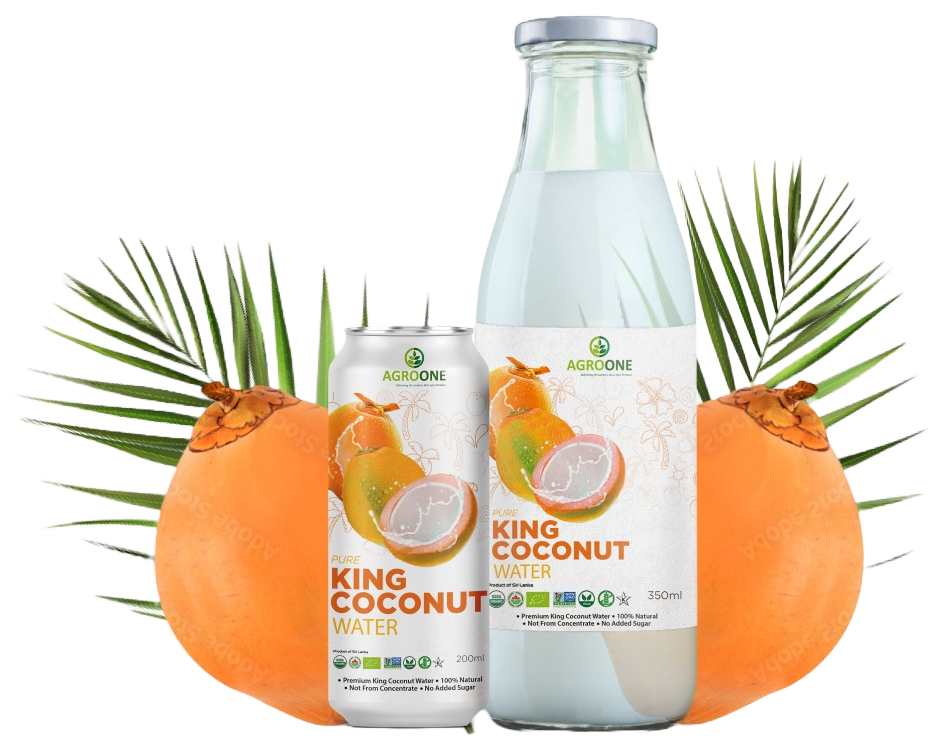 AGROONE
PURE
KING
COCONUT
WATER
Product of Sri Lanka
200ml
• Premium King Coconut Water • 100% Natural
• Not From Concentrate • No Added Sugar
AGROONE
PURE
KING
COCONUT
WATER
Product of Sri Lanka
350ml
• Premium King Coconut Water • 100% Natural
• Not From Concentrate • No Added Sugar